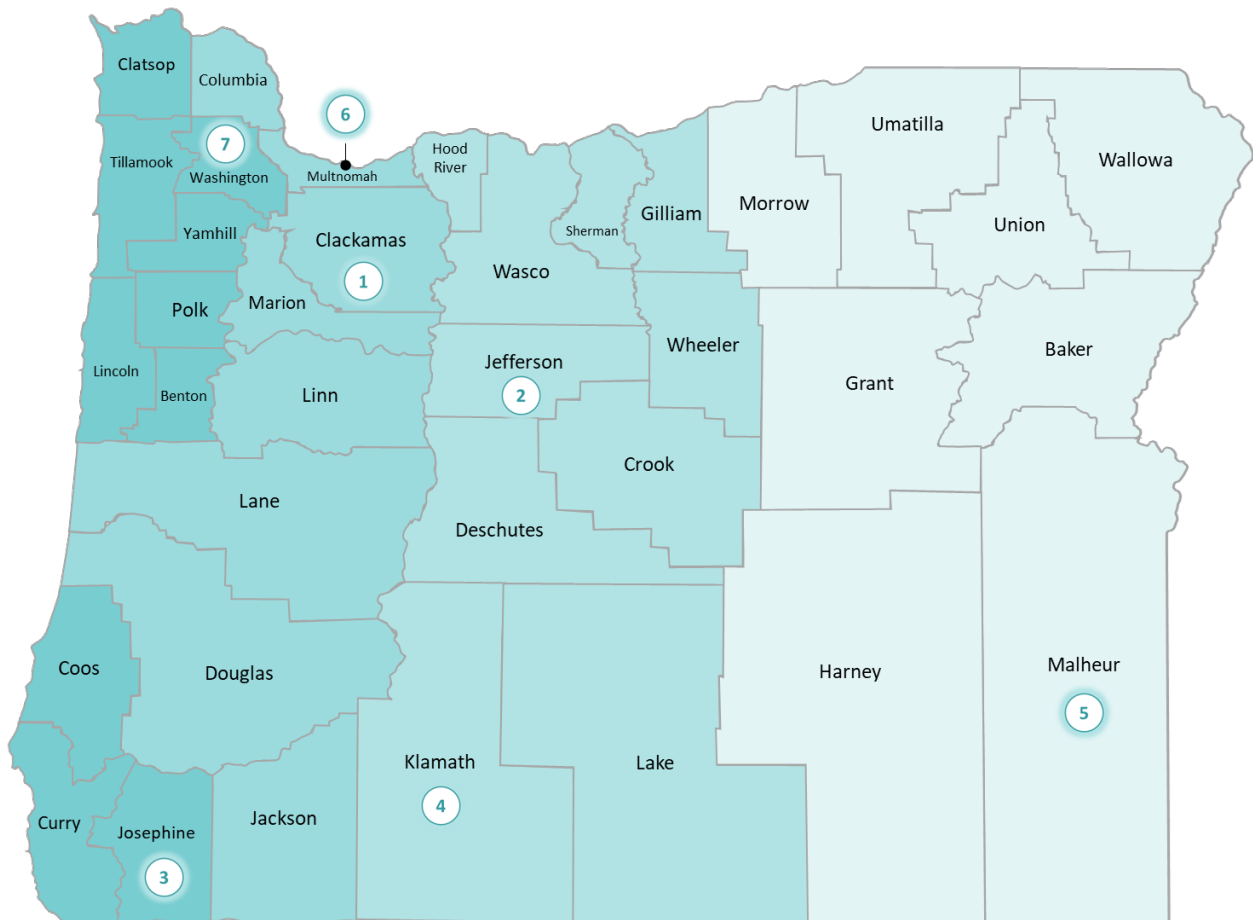 Clatsop
Columbia
6
7
Umatilla
Hood
River
Tillamook
Wallowa
Washington
Multnomah
Morrow
Gilliam
Union
Yamhill
Sherman
Clackamas
Wasco
1
Marion
Polk
Wheeler
Baker
Jefferson
Lincoln
Grant
2
Benton
Linn
Crook
Lane
Deschutes
Coos
Douglas
Harney
Malheur
5
Klamath
Lake
4
Curry
Josephine
Jackson
3